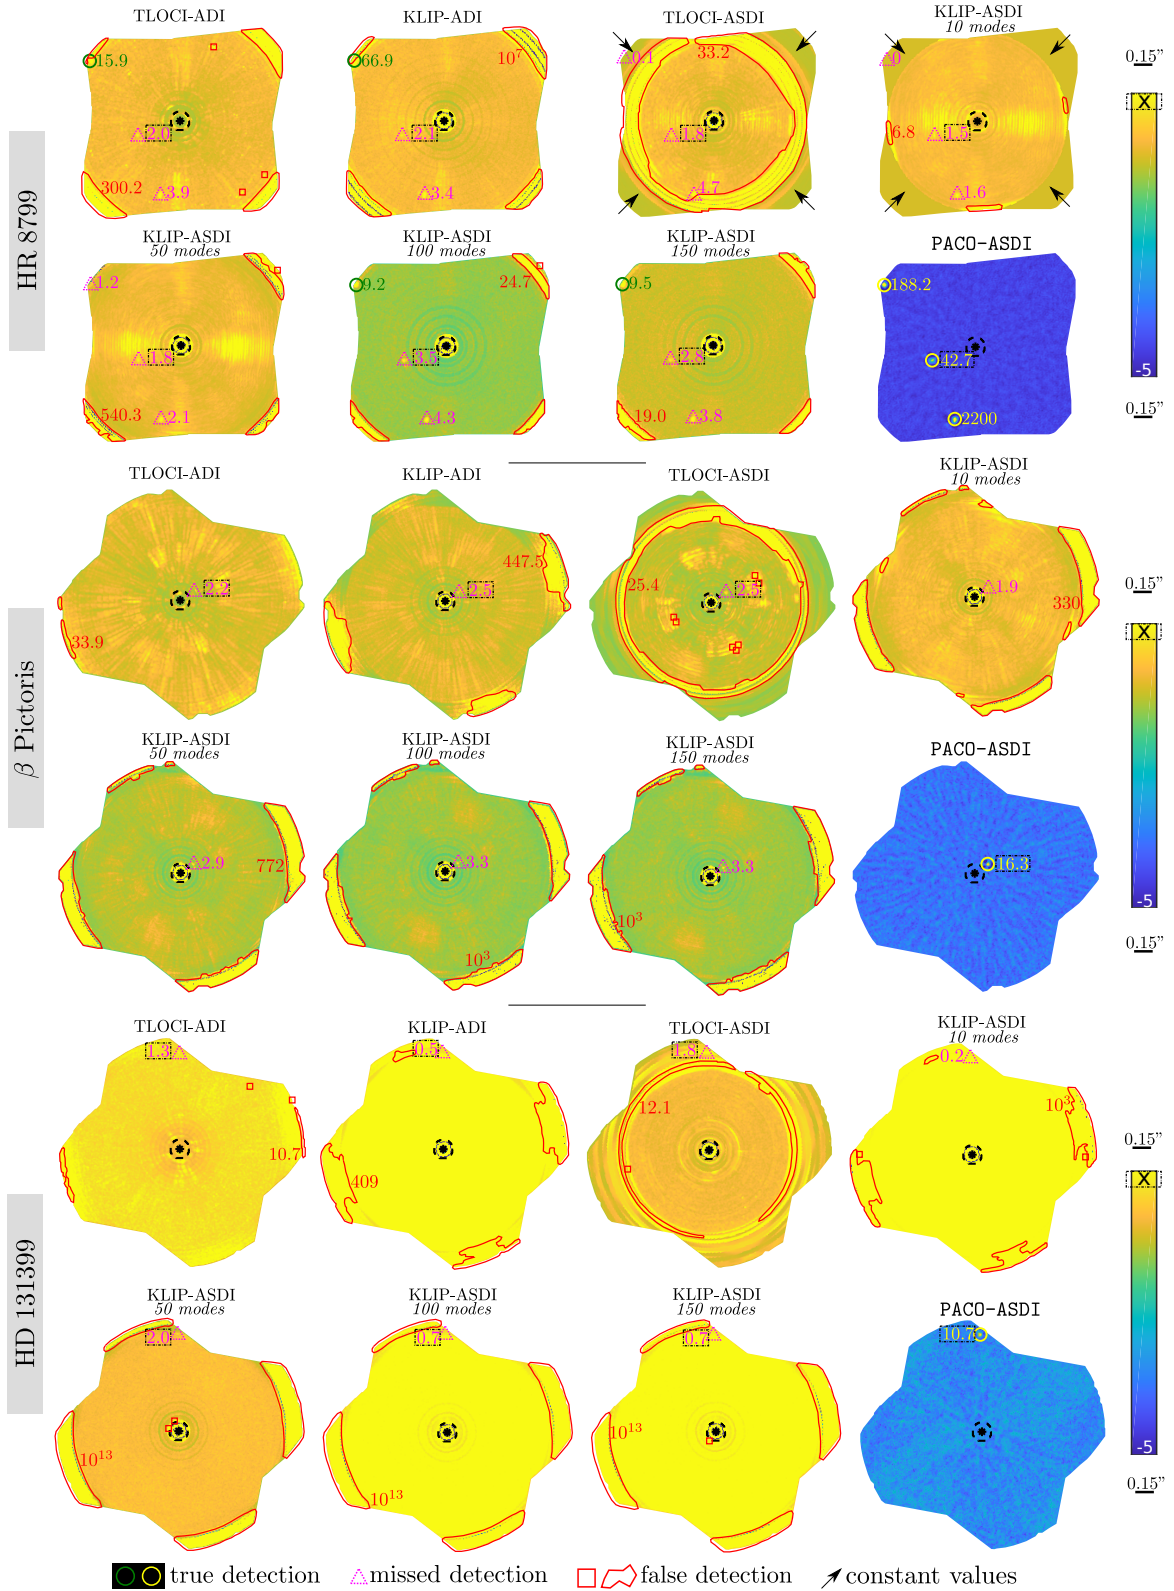 TLOCI-ADI
KLIP-ADI
TLOCI-ASDI
KLIP-ASDI
10 modes
HR 8799
15.9
2.0
3.9
300.2
66.9
10⁷
2.1
3.4
0.1
33.2
1.8
4.7
0
6.8
1.5
1.6
0.15"
X
-5
0.15"
KLIP-ASDI
50 modes
KLIP-ASDI
100 modes
KLIP-ASDI
150 modes
PACO-ASDI
1.2
1.8
540.3
2.1
9.2
24.7
3.5
4.3
9.5
2.8
19.0
3.8
188.2
42.7
2200
TLOCI-ADI
KLIP-ADI
TLOCI-ASDI
KLIP-ASDI
10 modes
β Pictoris
2.2
33.9
447.5
2.5
25.4
2.5
1.9
330
0.15"
X
-5
0.15"
KLIP-ASDI
50 modes
KLIP-ASDI
100 modes
KLIP-ASDI
150 modes
PACO-ASDI
2.9
772
3.3
10³
3.3
10³
16.3
TLOCI-ADI
KLIP-ADI
TLOCI-ASDI
KLIP-ASDI
10 modes
HD 131399
1.3
10.7
0.5
409
1.8
12.1
0.2
10³
0.15"
X
-5
0.15"
KLIP-ASDI
50 modes
KLIP-ASDI
100 modes
KLIP-ASDI
150 modes
PACO-ASDI
2.0
10¹³
0.7
10¹³
0.7
10¹³
10.7
true detection
missed detection
false detection
constant values